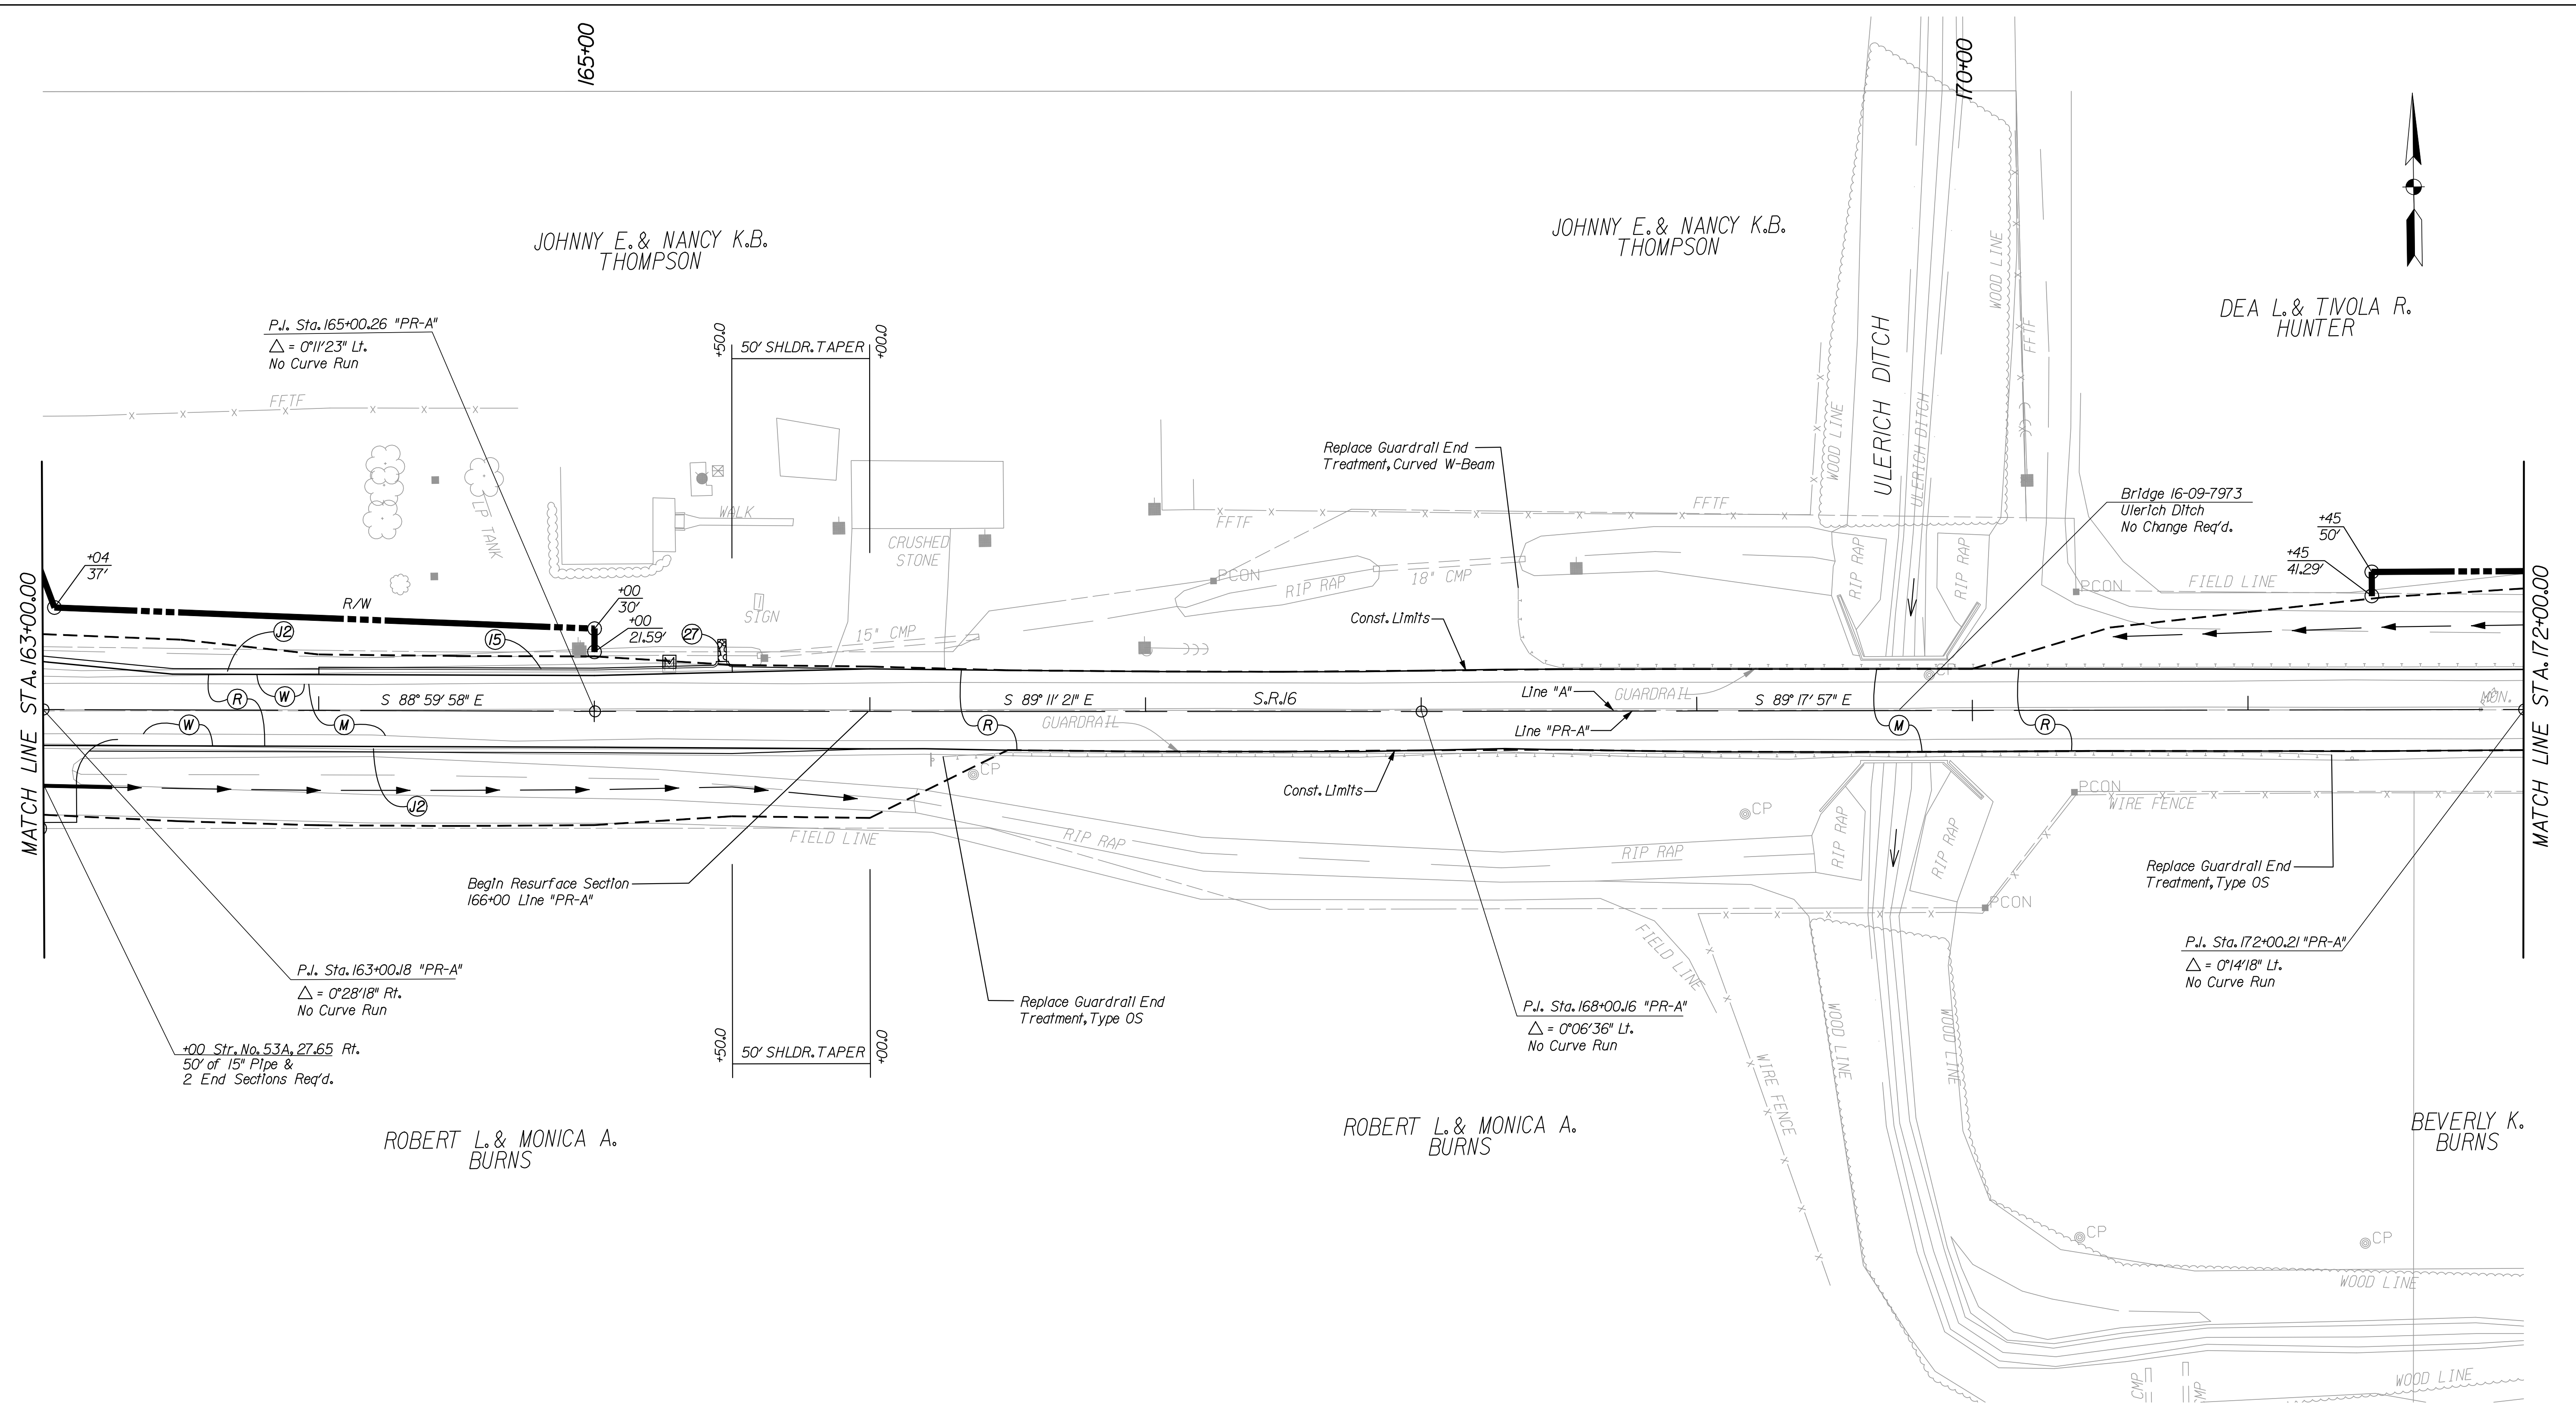 165+00
170+00
JOHNNY E. & NANCY K.B.
THOMPSON
JOHNNY E. & NANCY K.B.
THOMPSON
DEA L. & TIVOLA R.
HUNTER
P.I. Sta. 165+00.26 "PR-A"
△ = 0°11'23" Lt.
No Curve Run
+50.0
50' SHLDR. TAPER
+00.0
ULERICH DITCH
ULERICH DITCH
WOOD LINE
WOOD LINE
FFTF
FFTF
FFTF
FFTF
FFTF
LP TANK
WALK
CRUSHED
STONE
SIGN
15" CMP
PCON
RIP RAP
18" CMP
RIP RAP
RIP RAP
Replace Guardrail End
Treatment, Curved W-Beam
Bridge 16-09-7973
Ulerich Ditch
No Change Req'd.
+45
50'
+45
41.29'
PCON
FIELD LINE
+04
37'
R/W
+00
30'
+00
21.59'
J2
15
27
M
Const. Limits
CP
MATCH LINE STA. 163+00.00
MATCH LINE STA. 172+00.00
R
W
M
W
S 88° 59' 58" E
S 89° 11' 21" E
S.R. 16
Line "A"
Line "PR-A"
GUARDRAIL
GUARDRAIL
S 89° 17' 57" E
MON.
R
M
R
J2
CP
Const. Limits
CP
PCON
WIRE FENCE
FIELD LINE
RIP RAP
RIP RAP
RIP RAP
RIP RAP
PCON
Begin Resurface Section
166+00 Line "PR-A"
Replace Guardrail End
Treatment, Type OS
FIELD LINE
P.I. Sta. 163+00.18 "PR-A"
△ = 0°28'18" Rt.
No Curve Run
Replace Guardrail End
Treatment, Type OS
P.I. Sta. 168+00.16 "PR-A"
△ = 0°06'36" Lt.
No Curve Run
P.I. Sta. 172+00.21 "PR-A"
△ = 0°14'18" Lt.
No Curve Run
+00 Str. No. 53A, 27.65 Rt.
50' of 15" Pipe &
2 End Sections Req'd.
+50.0
50' SHLDR. TAPER
+00.0
WIRE FENCE
WOOD LINE
WOOD LINE
ROBERT L. & MONICA A.
BURNS
ROBERT L. & MONICA A.
BURNS
BEVERLY K.
BURNS
CP
CP
WOOD LINE
WOOD LINE
CMP
MP